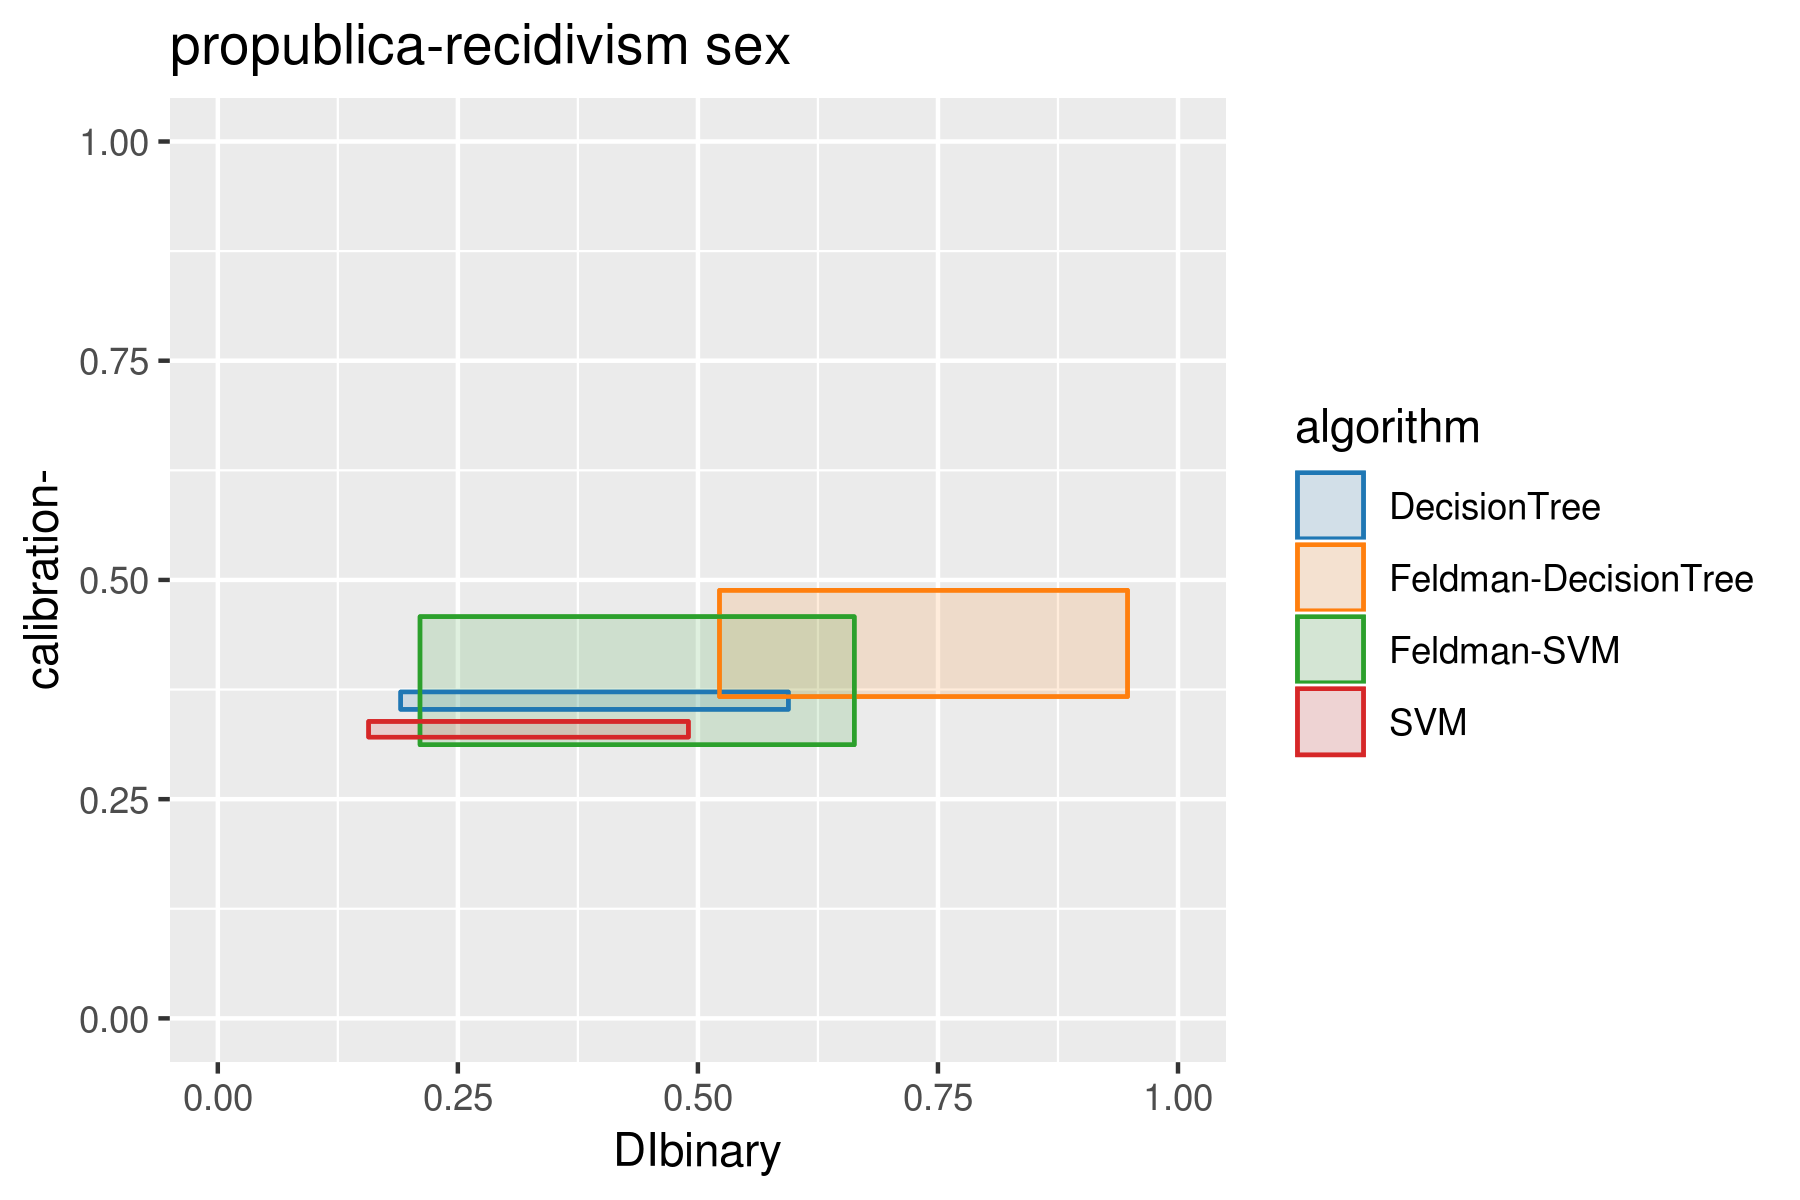 propublica-recidivism sex
1.00
0.75
0.50
0.25
0.00
calibration-
0.00 0.25 0.50 0.75 1.00
DIbinary
algorithm
DecisionTree
Feldman-DecisionTree
Feldman-SVM
SVM